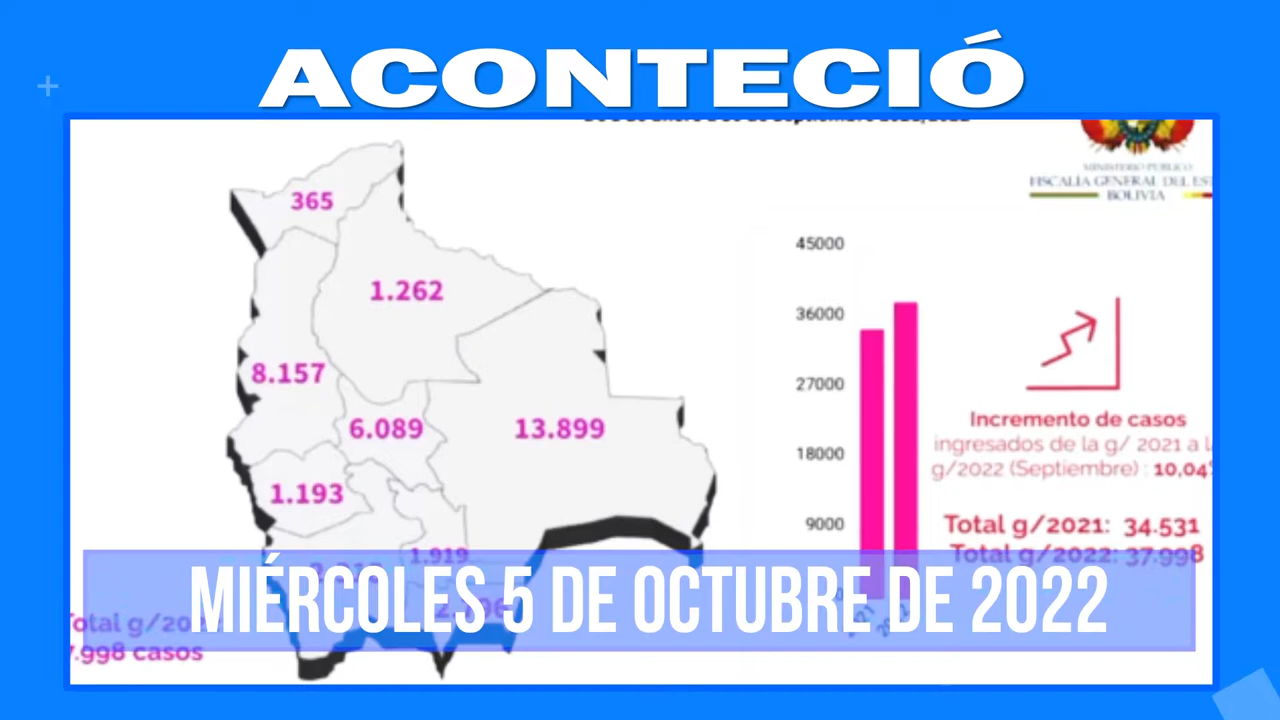 ACONTECIÓ
MINISTERIO PÚBLICO
FISCALÍA GENERAL DEL EST
BOLIVIA
365
1.262
8.157
6.089
13.899
1.193
1.919
45000
36000
27000
18000
9000
Incremento de casos
ingresados de la g/ 2021 a l
g/2022 (Septiembre) : 10,04
Total g/2021: 34.531
Total g/2022: 37.998
MIÉRCOLES 5 DE OCTUBRE DE 2022
Total g/20
7.998 casos